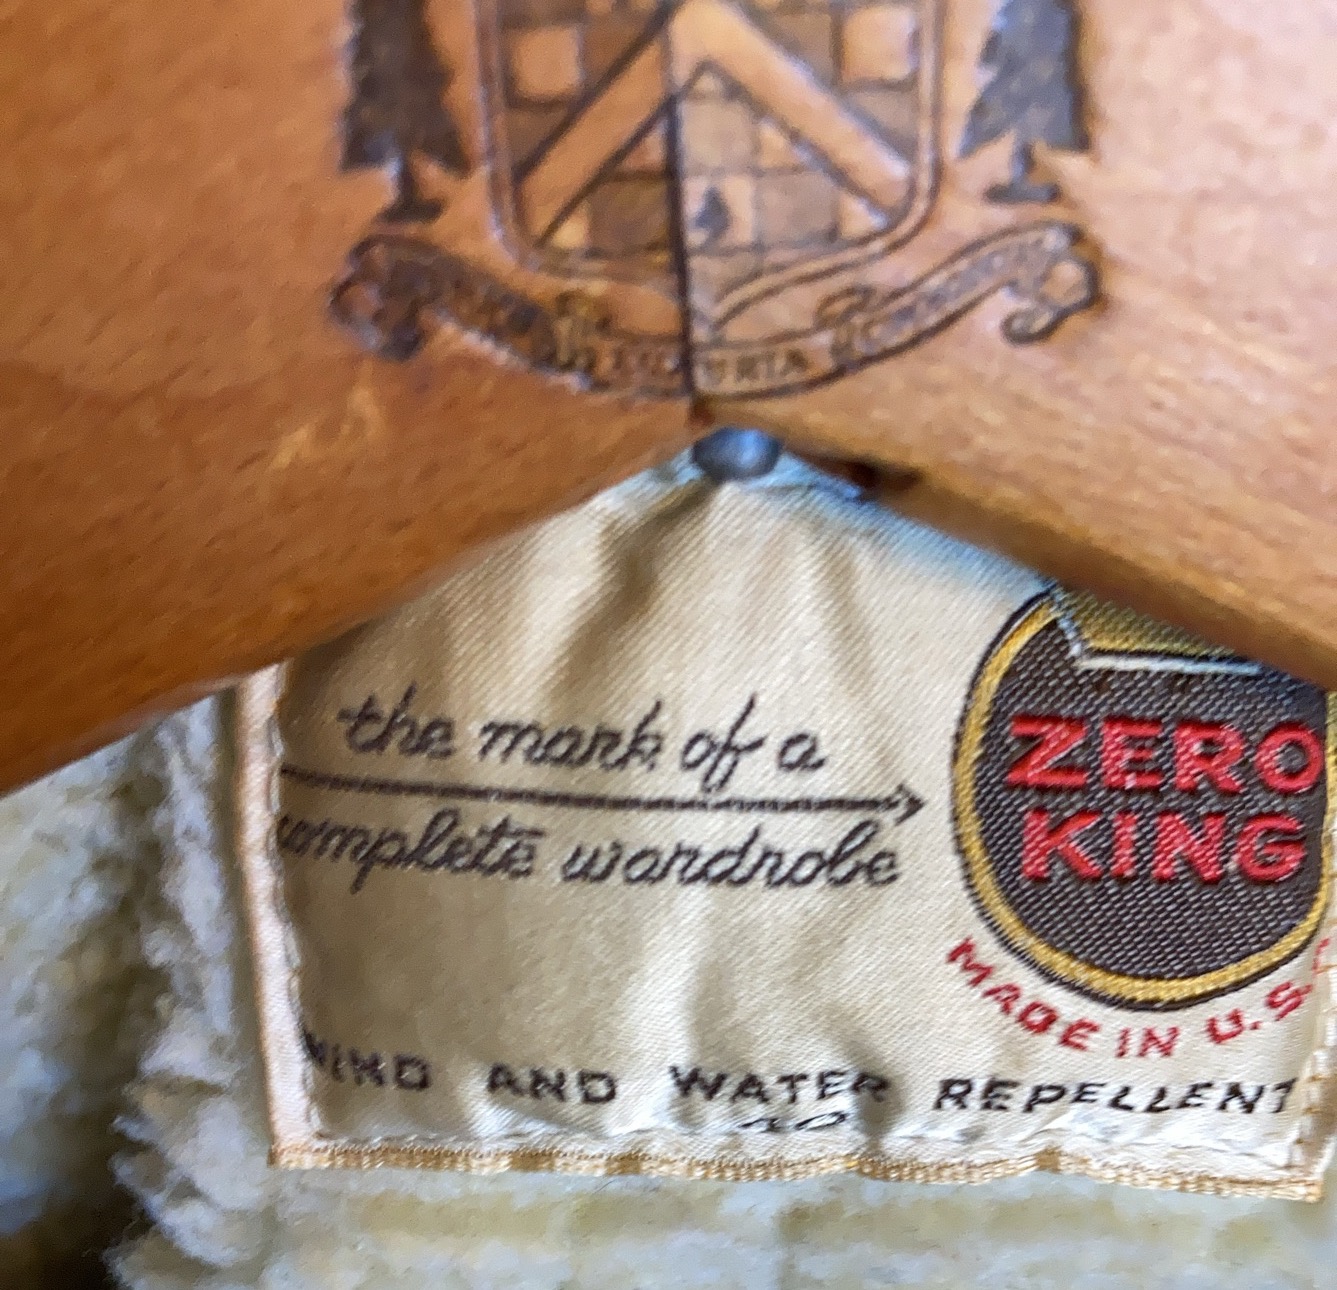 the mark of a
complete wardrobe
ZERO
KING
MADE IN U.S.
WIND AND WATER REPELLENT